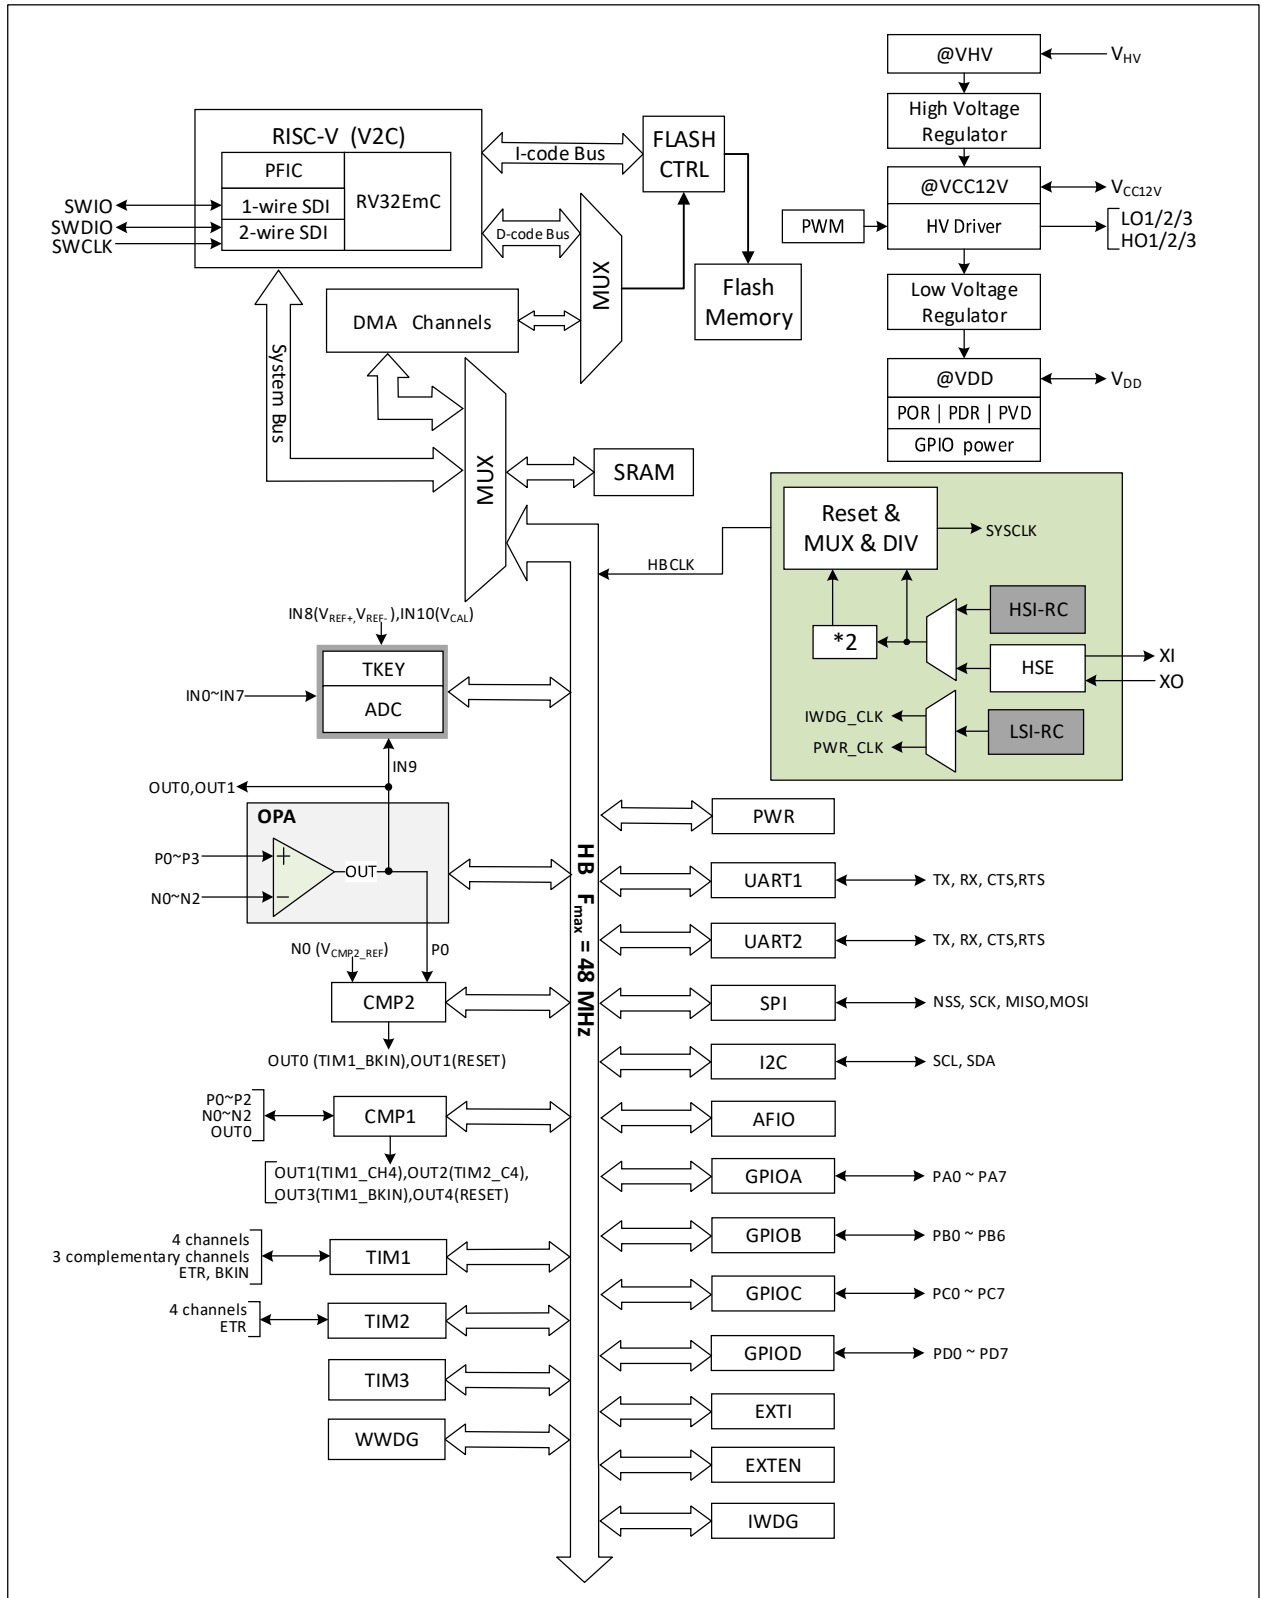 @VHV
V_HV
High Voltage
Regulator
@VCC12V
V_CC12V
PWM
HV Driver
LO1/2/3
HO1/2/3
Low Voltage
Regulator
@VDD
V_DD
POR | PDR | PVD
GPIO power
RISC-V (V2C)
PFIC
1-wire SDI
2-wire SDI
RV32EmC
SWIO
SWDIO
SWCLK
I-code Bus
D-code Bus
FLASH
CTRL
MUX
Flash
Memory
DMA Channels
System Bus
MUX
SRAM
Reset &
MUX & DIV
SYSCLK
HBCLK
*2
HSI-RC
HSE
XI
XO
IWDG_CLK
PWR_CLK
LSI-RC
IN8(V_REF+,V_REF-),IN10(V_CAL)
TKEY
ADC
IN0~IN7
IN9
OUT0,OUT1
OPA
P0~P3
N0~N2
+
−
OUT
N0 (V_CMP2_REF)
P0
CMP2
OUT0 (TIM1_BKIN),OUT1(RESET)
P0~P2
N0~N2
OUT0
CMP1
OUT1(TIM1_CH4),OUT2(TIM2_C4),
OUT3(TIM1_BKIN),OUT4(RESET)
4 channels
3 complementary channels
ETR, BKIN
TIM1
4 channels
ETR
TIM2
TIM3
WWDG
HB F_max = 48 MHz
PWR
UART1
TX, RX, CTS,RTS
UART2
TX, RX, CTS,RTS
SPI
NSS, SCK, MISO,MOSI
I2C
SCL, SDA
AFIO
GPIOA
PA0 ~ PA7
GPIOB
PB0 ~ PB6
GPIOC
PC0 ~ PC7
GPIOD
PD0 ~ PD7
EXTI
EXTEN
IWDG